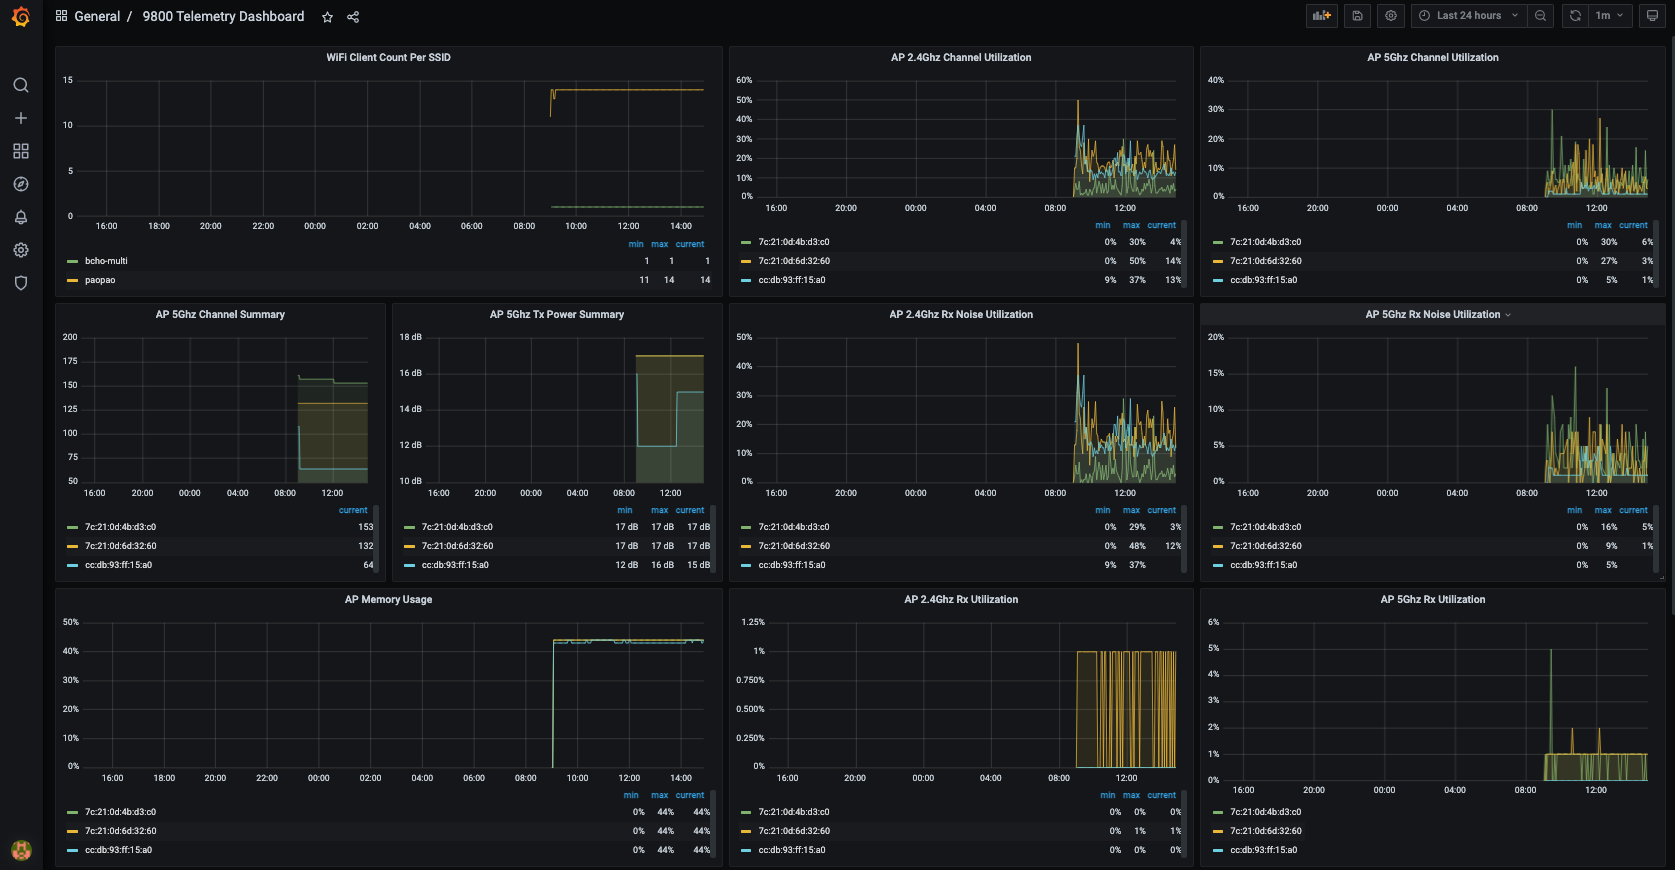 General / 9800 Telemetry Dashboard
Last 24 hours
1m
WiFi Client Count Per SSID
15
10
5
0
16:00 18:00 20:00 22:00 00:00 02:00 04:00 06:00 08:00 10:00 12:00 14:00
min max current
bcho-multi 1 1 1
paopao 11 14 14
AP 2.4Ghz Channel Utilization
60%
50%
40%
30%
20%
10%
0%
16:00 20:00 00:00 04:00 08:00 12:00
min max current
7c:21:0d:4b:d3:c0 0% 30% 4%
7c:21:0d:6d:32:60 0% 50% 14%
cc:db:93:ff:15:a0 9% 37% 13%
AP 5Ghz Channel Utilization
40%
30%
20%
10%
0%
16:00 20:00 00:00 04:00 08:00 12:00
min max current
7c:21:0d:4b:d3:c0 0% 30% 6%
7c:21:0d:6d:32:60 0% 27% 3%
cc:db:93:ff:15:a0 0% 5% 1%
AP 5Ghz Channel Summary
200
175
150
125
100
75
50
16:00 20:00 00:00 04:00 08:00 12:00
current
7c:21:0d:4b:d3:c0 153
7c:21:0d:6d:32:60 132
cc:db:93:ff:15:a0 64
AP 5Ghz Tx Power Summary
18 dB
16 dB
14 dB
12 dB
10 dB
16:00 20:00 00:00 04:00 08:00 12:00
min max current
7c:21:0d:4b:d3:c0 17 dB 17 dB 17 dB
7c:21:0d:6d:32:60 17 dB 17 dB 17 dB
cc:db:93:ff:15:a0 12 dB 16 dB 15 dB
AP 2.4Ghz Rx Noise Utilization
50%
40%
30%
20%
10%
0%
16:00 20:00 00:00 04:00 08:00 12:00
min max current
7c:21:0d:4b:d3:c0 0% 29% 3%
7c:21:0d:6d:32:60 0% 48% 12%
cc:db:93:ff:15:a0 9% 37%
AP 5Ghz Rx Noise Utilization
20%
15%
10%
5%
0%
16:00 20:00 00:00 04:00 08:00 12:00
min max current
7c:21:0d:4b:d3:c0 0% 16% 5%
7c:21:0d:6d:32:60 0% 9% 1%
cc:db:93:ff:15:a0 0% 5%
AP Memory Usage
50%
40%
30%
20%
10%
0%
16:00 18:00 20:00 22:00 00:00 02:00 04:00 06:00 08:00 10:00 12:00 14:00
min max current
7c:21:0d:4b:d3:c0 0% 44% 44%
7c:21:0d:6d:32:60 0% 44% 44%
cc:db:93:ff:15:a0 0% 44% 44%
AP 2.4Ghz Rx Utilization
1.25%
1%
0.750%
0.500%
0.250%
0%
16:00 20:00 00:00 04:00 08:00 12:00
min max current
7c:21:0d:4b:d3:c0 0% 0% 0%
7c:21:0d:6d:32:60 0% 1% 1%
cc:db:93:ff:15:a0 0% 0% 0%
AP 5Ghz Rx Utilization
6%
5%
4%
3%
2%
1%
0%
16:00 20:00 00:00 04:00 08:00 12:00
7c:21:0d:4b:d3:c0
7c:21:0d:6d:32:60
cc:db:93:ff:15:a0